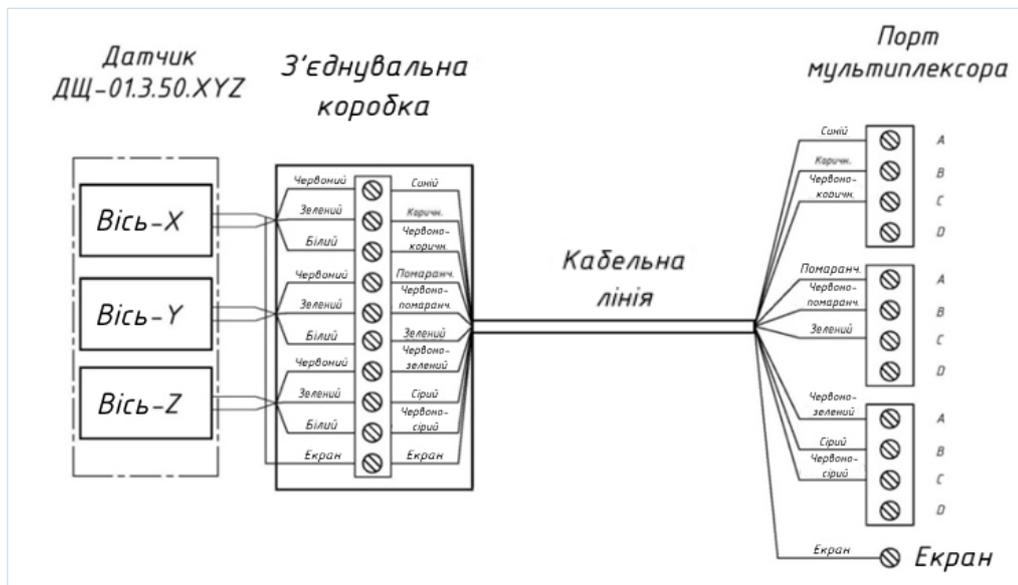 Датчик
ДЩ-01.3.50.XYZ
З'єднувальна
коробка
Порт
мультиплексора
Вісь-X
Вісь-Y
Вісь-Z
Червоний
Зелений
Білий
Червоний
Зелений
Білий
Червоний
Зелений
Білий
Екран
Синій
Коричн.
Червоно-
коричн.
Помаранч.
Червоно-
помаранч.
Зелений
Червоно-
зелений
Сірий
Червоно-
сірий
Екран
Кабельна
лінія
Синій
Коричн.
Червоно-
коричн.
Помаранч.
Червоно-
помаранч.
Зелений
Червоно-
зелений
Сірий
Червоно-
сірий
Екран
A
B
C
D
A
B
C
D
A
B
C
D
Екран